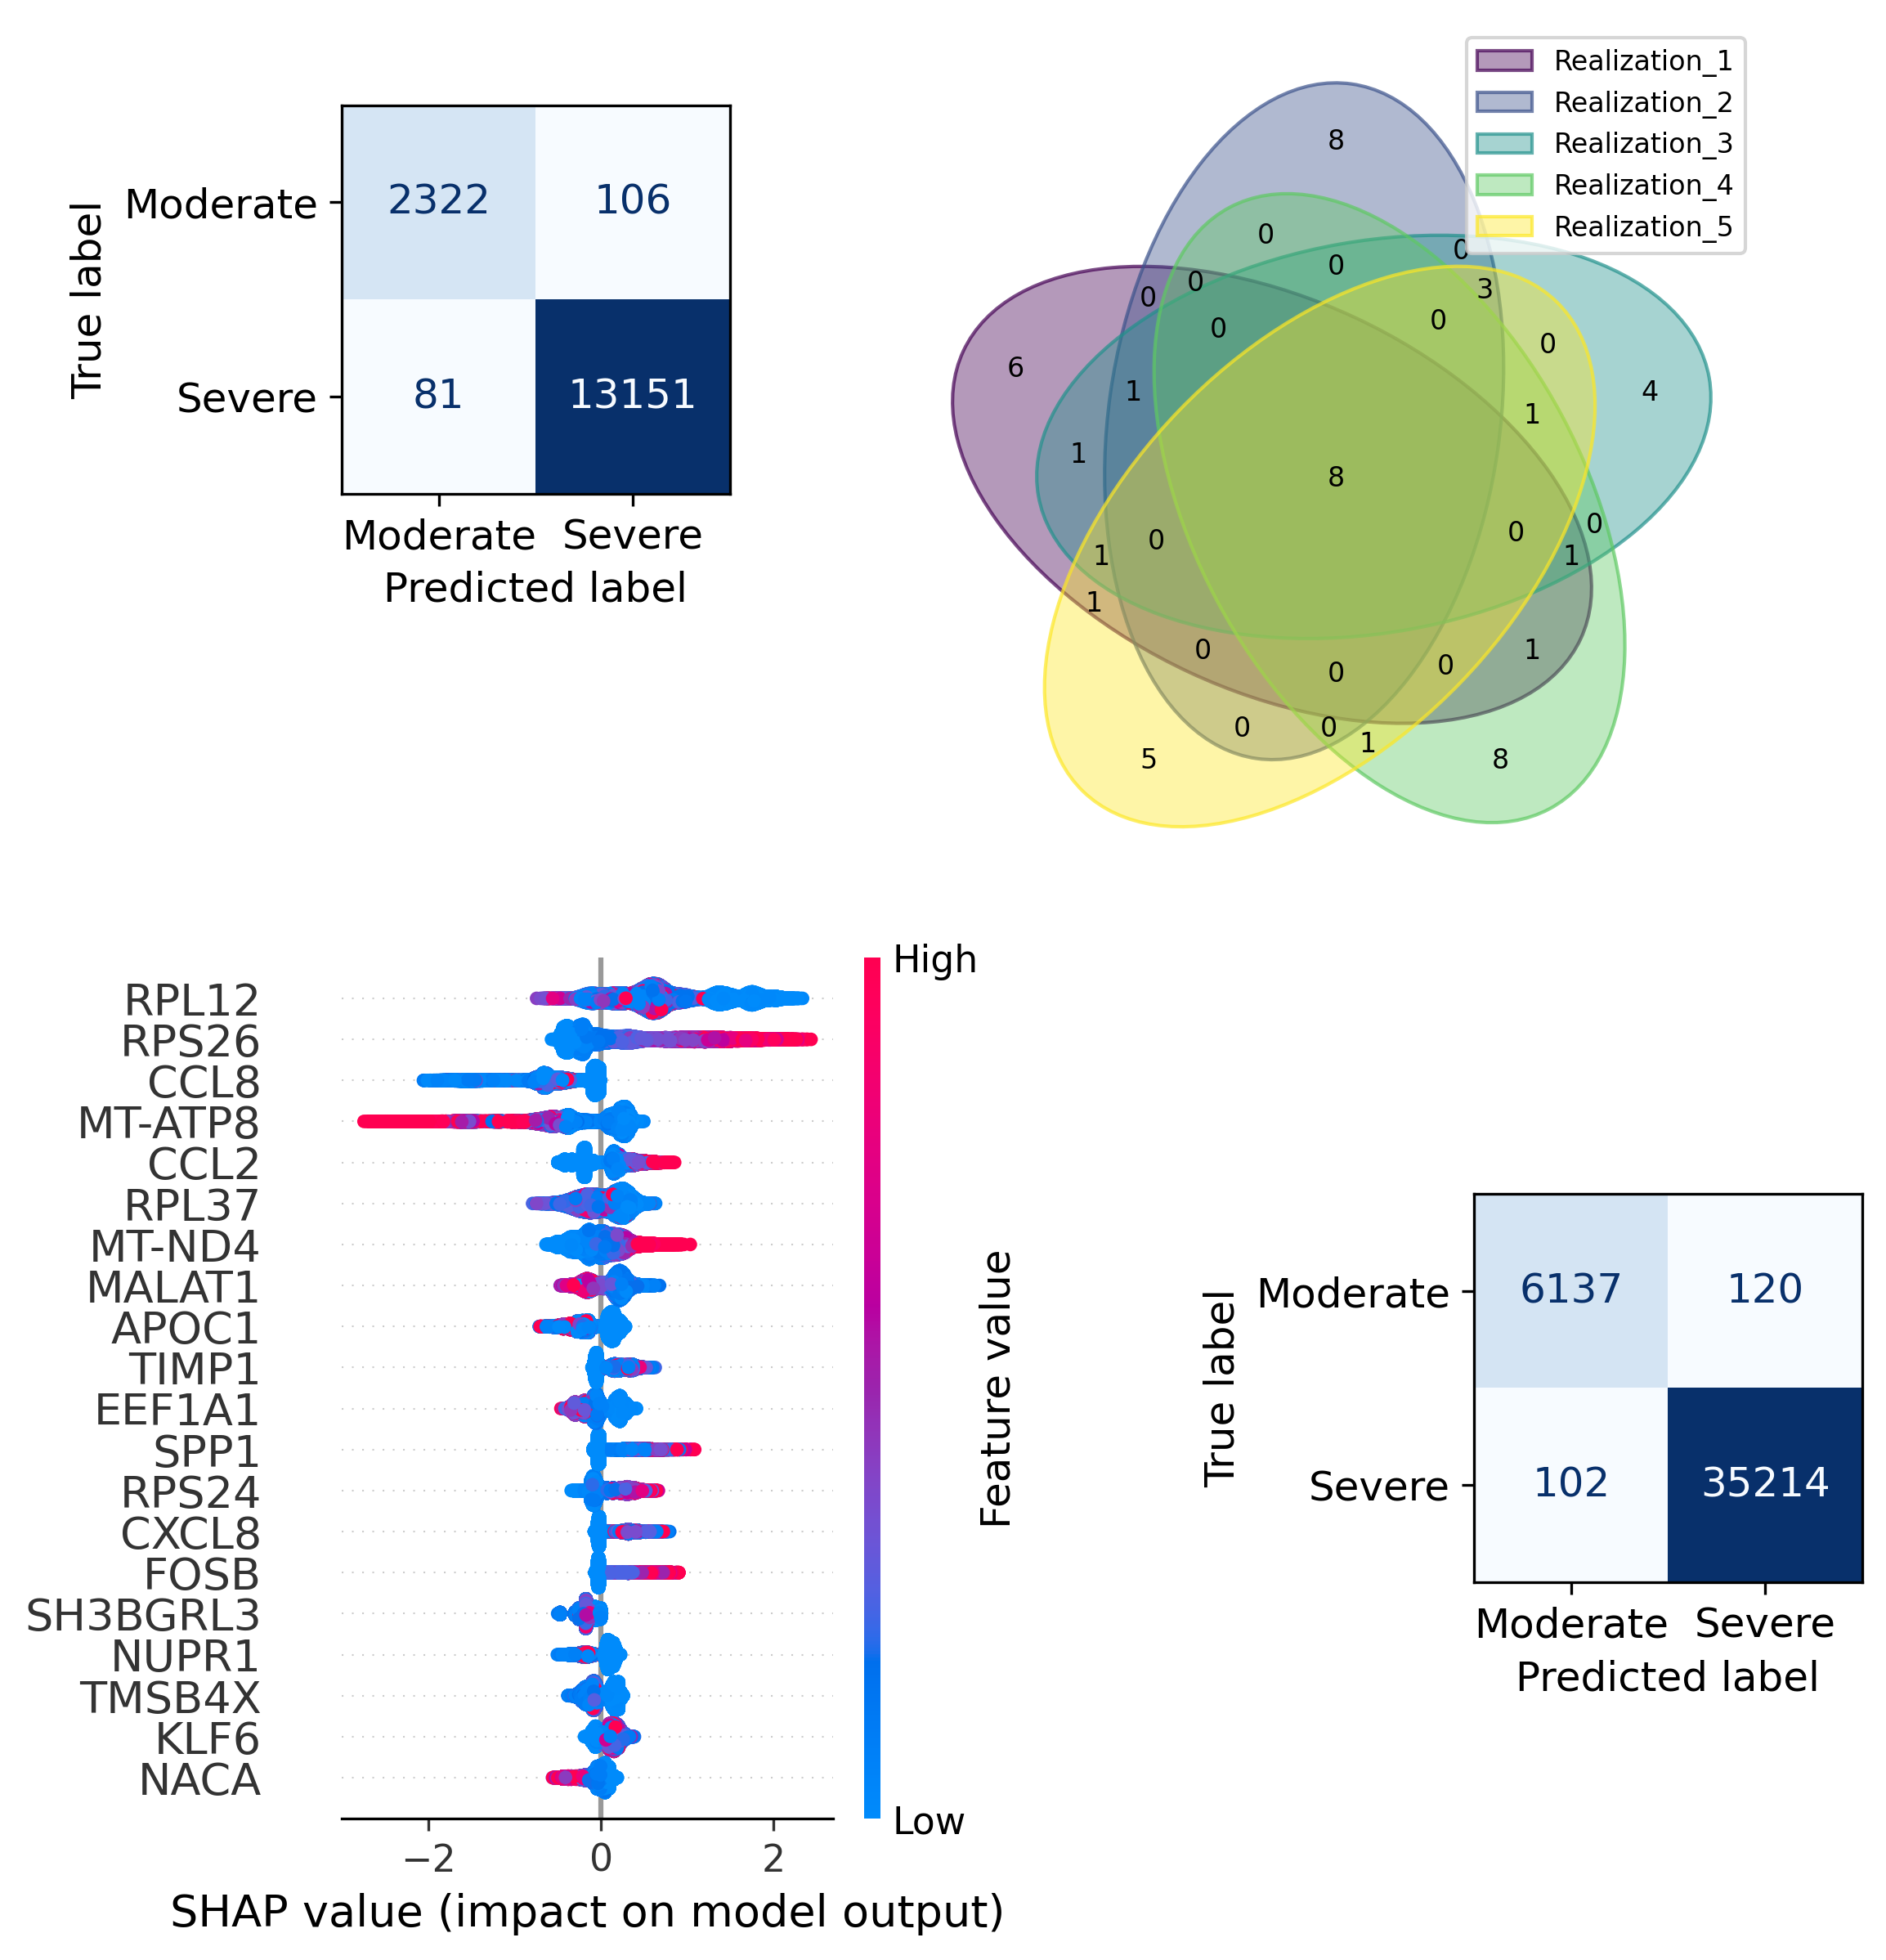 True label
Moderate
2322 106
Severe
81 13151
Moderate Severe
Predicted label
Realization_1
Realization_2
Realization_3
Realization_4
Realization_5
8
0
0
0
0
0
3
0
0
0
0
6
1
4
1
1
8
0
0
1
0
1
1
0
1
0
0
0
0
1
5
8
High
RPL12
RPS26
CCL8
MT-ATP8
CCL2
RPL37
MT-ND4
MALAT1
APOC1
TIMP1
EEF1A1
SPP1
RPS24
CXCL8
FOSB
SH3BGRL3
NUPR1
TMSB4X
KLF6
NACA
Low
Feature value
−2 0 2
SHAP value (impact on model output)
True label
Moderate
6137 120
Severe
102 35214
Moderate Severe
Predicted label